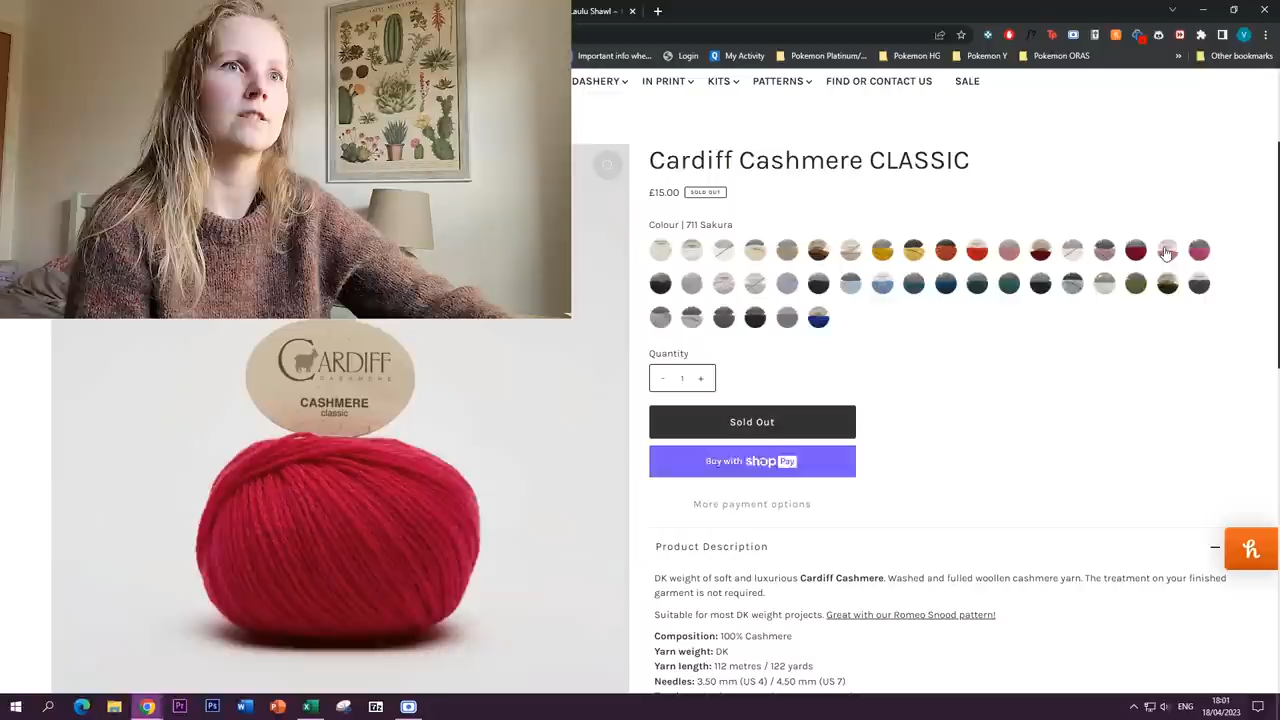 aulu Shawl -
Important info whe...
Login
My Activity
Pokemon Platinum/...
Pokemon HG
Pokemon Y
Pokemon ORAS
»
Other bookmarks
DASHERY
IN PRINT
KITS
PATTERNS
FIND OR CONTACT US
SALE
Cardiff Cashmere CLASSIC
£15.00 SOLD OUT
Colour | 711 Sakura
Quantity
- 1 +
Sold Out
Buy with shop Pay
More payment options
CARDIFF
CASHMERE
CASHMERE
classic
Product Description
DK weight of soft and luxurious Cardiff Cashmere. Washed and fulled woollen cashmere yarn. The treatment on your finished
garment is not required.
Suitable for most DK weight projects. Great with our Romeo Snood pattern!
Composition: 100% Cashmere
Yarn weight: DK
Yarn length: 112 metres / 122 yards
Needles: 3.50 mm (US 4) / 4.50 mm (US 7)
ENG
18:01
18/04/2023